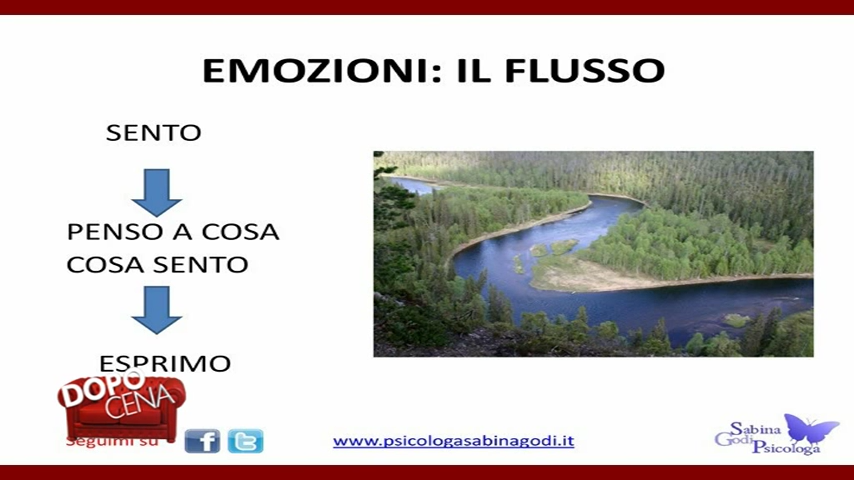 EMOZIONI: IL FLUSSO
SENTO
PENSO A COSA
COSA SENTO
ESPRIMO
DOPO
CENA
Seguimi su
www.psicologasabinagodi.it
Sabina
Godi Psicologa